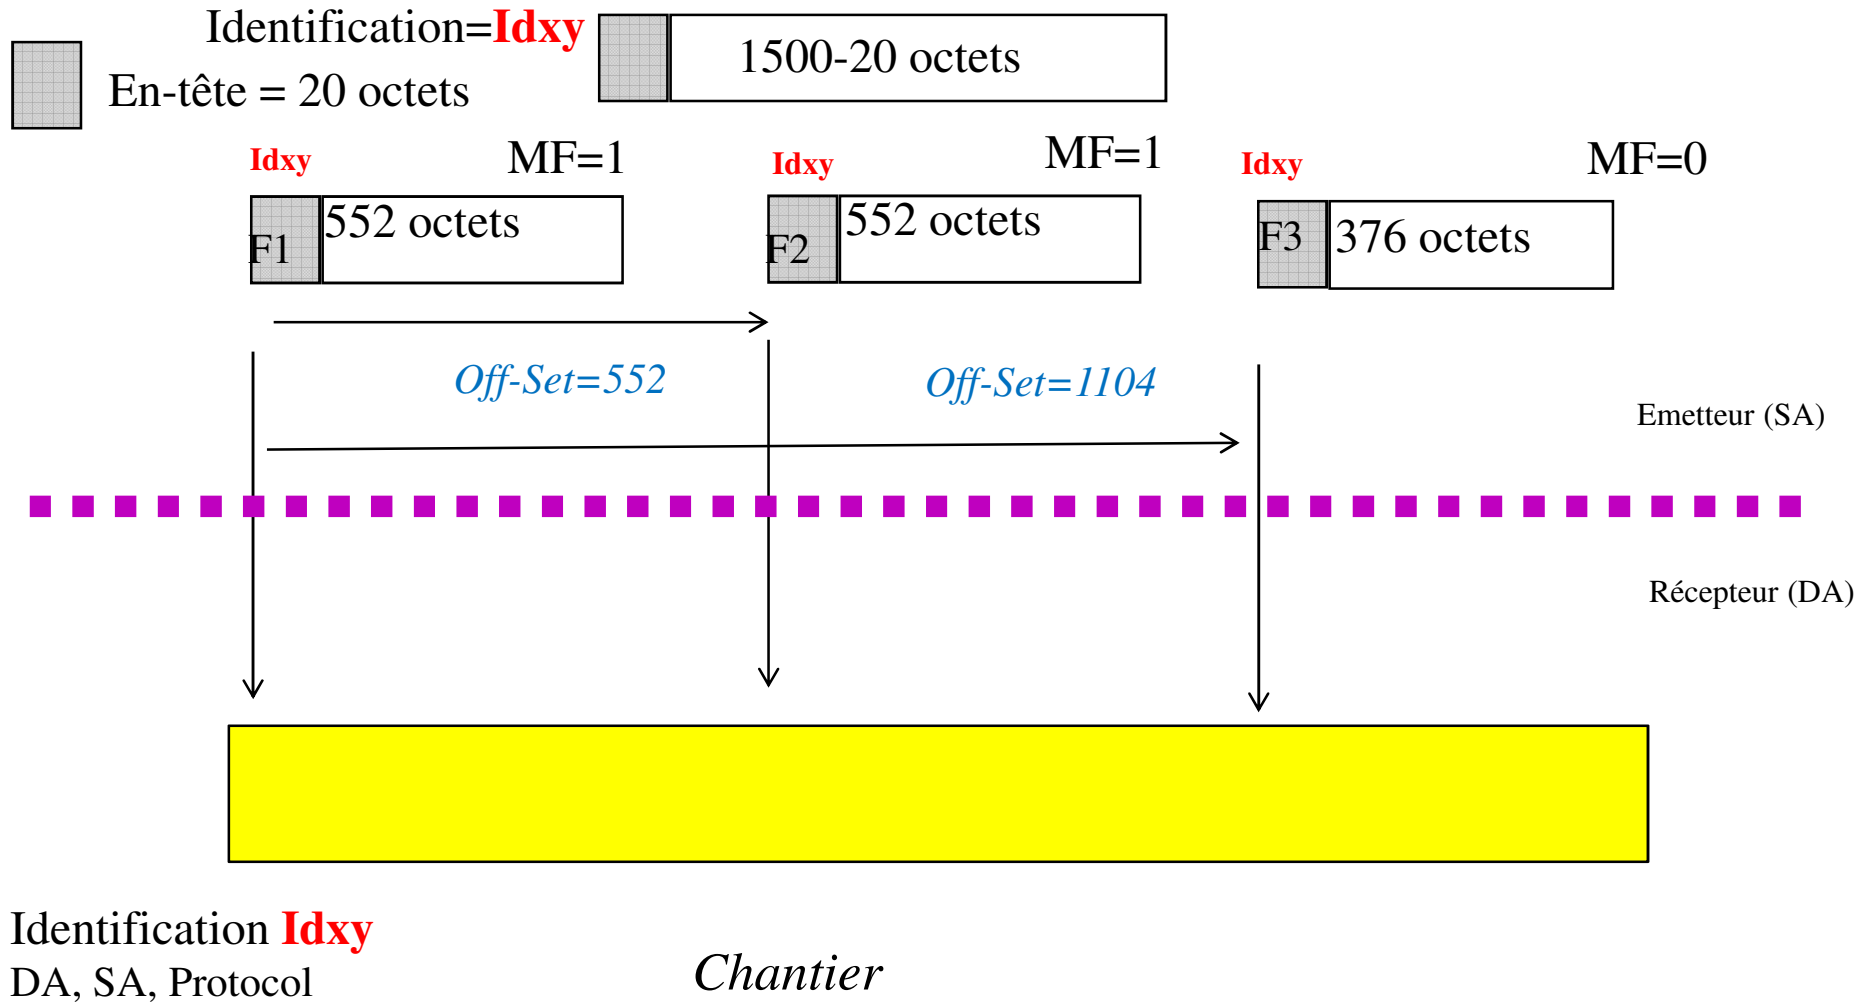 Identification=Idxy
1500-20 octets
En-tête = 20 octets
Idxy
MF=1
Idxy
MF=1
Idxy
MF=0
F1
552 octets
F2
552 octets
F3
376 octets
Off-Set=552
Off-Set=1104
Emetteur (SA)
Récepteur (DA)
Identification Idxy
DA, SA, Protocol
Chantier